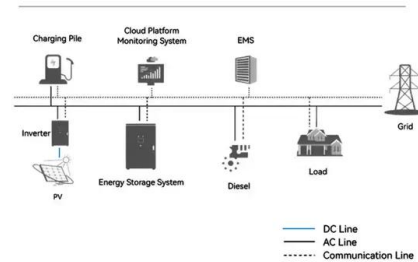 Charging Pile
Cloud Platform
Monitoring System
EMS
Grid
Inverter
PV
Energy Storage System
Diesel
Load
DC Line
AC Line
Communication Line